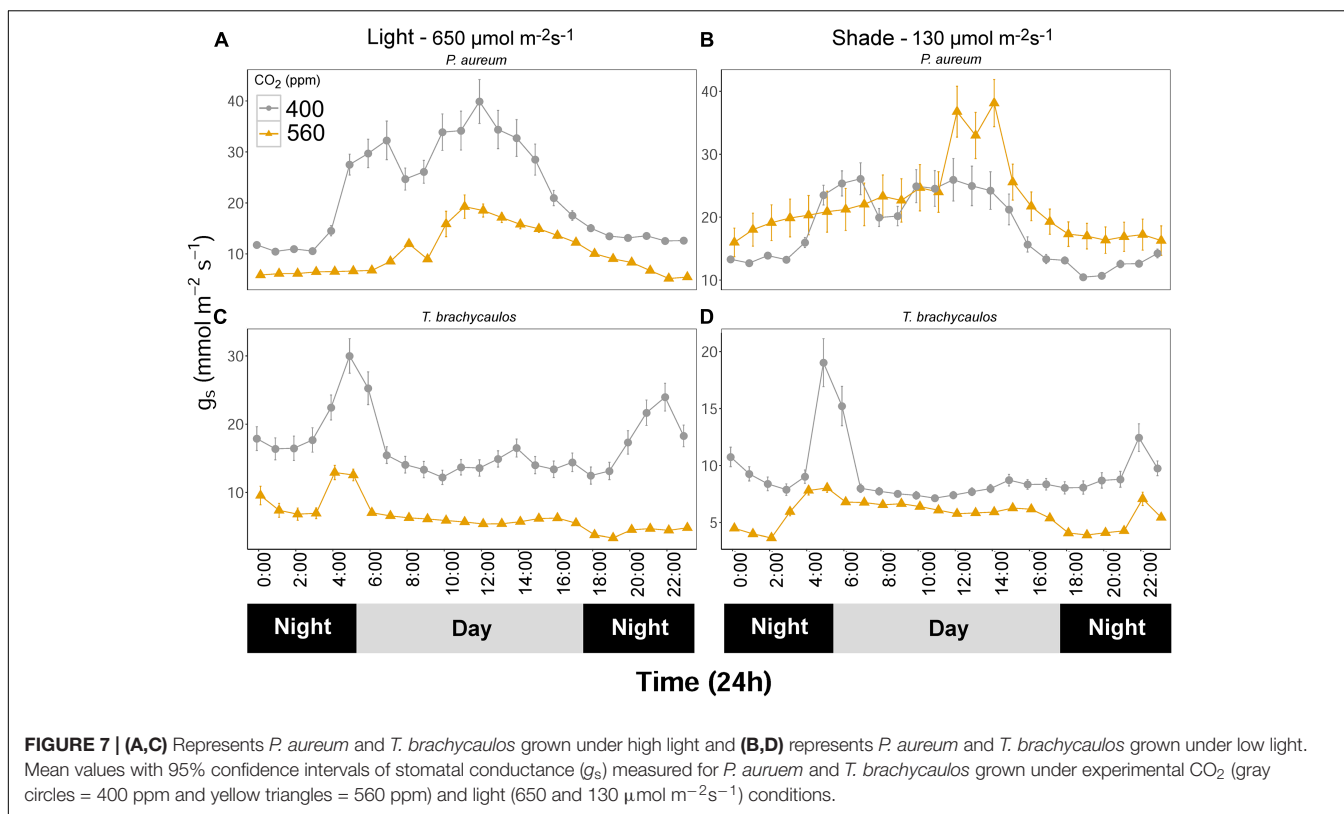 A
Light - 650 µmol m-2s-1
P. aureum
B
Shade - 130 µmol m-2s-1
P. aureum
CO2 (ppm)
400
560
40
30
20
10
40
30
20
10
C
T. brachycaulos
D
T. brachycaulos
gs (mmol m−2 s−1)
30
20
10
20
15
10
5
0:00
2:00
4:00
6:00
8:00
10:00
12:00
14:00
16:00
18:00
20:00
22:00
0:00
2:00
4:00
6:00
8:00
10:00
12:00
14:00
16:00
18:00
20:00
22:00
Night
Day
Night
Night
Day
Night
Time (24h)
FIGURE 7 | (A,C) Represents P. aureum and T. brachycaulos grown under high light and (B,D) represents P. aureum and T. brachycaulos grown under low light.
Mean values with 95% confidence intervals of stomatal conductance (gs) measured for P. auruem and T. brachycaulos grown under experimental CO2 (gray
circles = 400 ppm and yellow triangles = 560 ppm) and light (650 and 130 µmol m−2s−1) conditions.